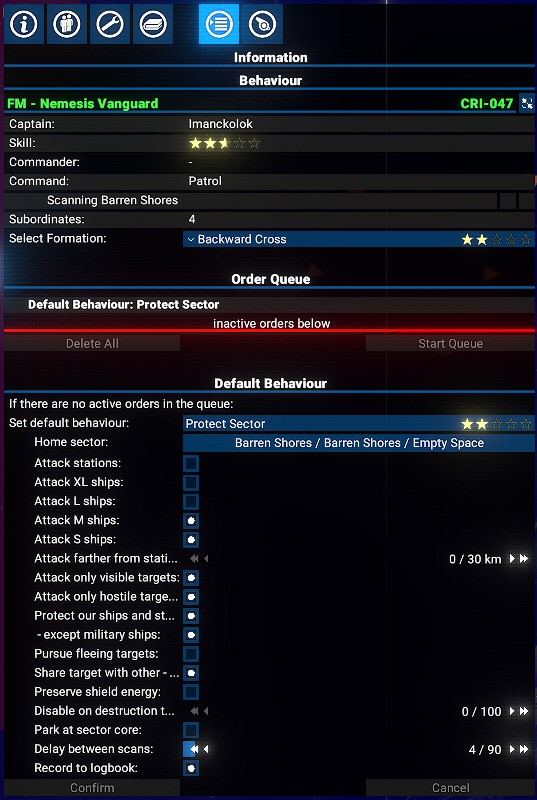 Information
Behaviour
FM - Nemesis Vanguard CRI-047
Captain: Imanckolok
Skill:
Commander: -
Command: Patrol
Scanning Barren Shores
Subordinates: 4
Select Formation: Backward Cross
Order Queue
Default Behaviour: Protect Sector
inactive orders below
Delete All Start Queue
Default Behaviour
If there are no active orders in the queue:
Set default behaviour: Protect Sector
Home sector: Barren Shores / Barren Shores / Empty Space
Attack stations:
Attack XL ships:
Attack L ships:
Attack M ships:
Attack S ships:
Attack farther from stati... 0 / 30 km
Attack only visible targets:
Attack only hostile targe...
Protect our ships and st...
- except military ships:
Pursue fleeing targets:
Share target with other - ...
Preserve shield energy:
Disable on destruction t... 0 / 100
Park at sector core:
Delay between scans: 4 / 90
Record to logbook:
Confirm Cancel